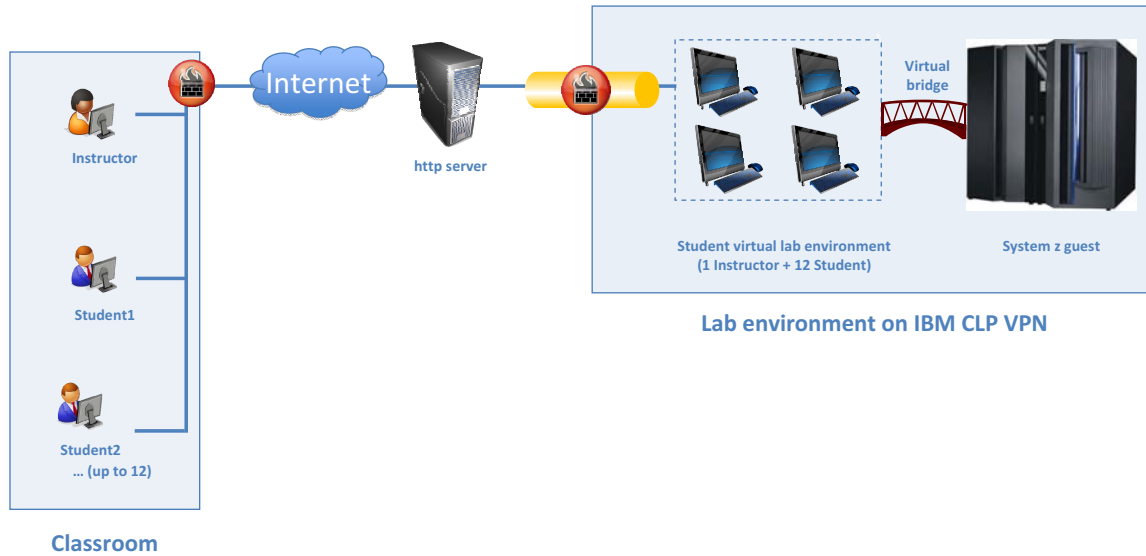 Internet
Instructor
Student1
Student2
... (up to 12)
Classroom
http server
Virtual
bridge
Student virtual lab environment
(1 Instructor + 12 Student)
System z guest
Lab environment on IBM CLP VPN